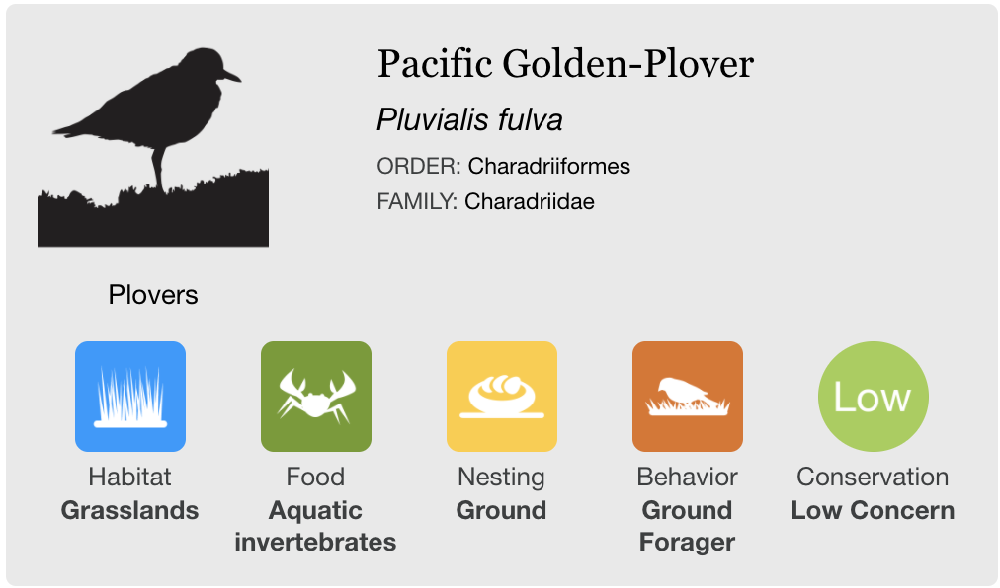 Pacific Golden-Plover
Pluvialis fulva
ORDER: Charadriiformes
FAMILY: Charadriidae
Plovers
Low
Habitat
Grasslands
Food
Aquatic
invertebrates
Nesting
Ground
Behavior
Ground
Forager
Conservation
Low Concern